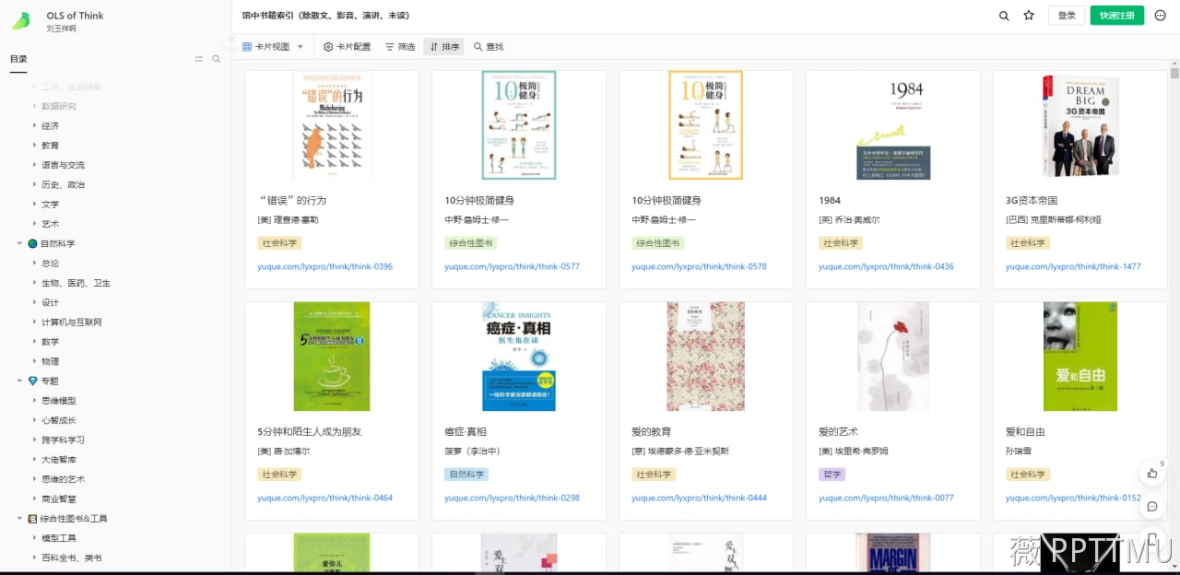 OLS of Think
刘玉祥啊
馆中书籍索引（除散文、影音、演讲、未读）
登录
快速注册
目录
卡片视图
卡片配置
筛选
排序
查找
数据研究
经济
教育
语言与交流
历史、政治
文学
艺术
自然科学
总论
生物、医药、卫生
设计
计算机与互联网
数学
物理
专题
思维模型
心智成长
跨学科学习
大佬智库
思维的艺术
商业智慧
综合性图书&工具
模型工具
百科全书、类书
“错误”的行为
Misbehaving
10分钟极简健身
10分钟极简健身
1984
DREAM BIG
3G资本帝国
“错误”的行为
[美] 理查德·塞勒
社会科学
yuque.com/lyxpro/think/think-0396
10分钟极简健身
中野·詹姆士·修一
综合性图书
yuque.com/lyxpro/think/think-0577
10分钟极简健身
中野·詹姆士·修一
综合性图书
yuque.com/lyxpro/think/think-0578
1984
[英] 乔治·奥威尔
社会科学
yuque.com/lyxpro/think/think-0436
3G资本帝国
[巴西] 克里斯蒂娜·柯利娅
社会科学
yuque.com/lyxpro/think/think-1477
5分钟和陌生人成为朋友
CANCER INSIGHTS
癌症·真相
医生也在读
爱和自由
5分钟和陌生人成为朋友
[美] 唐·加博尔
社会科学
yuque.com/lyxpro/think/think-0464
癌症·真相
菠萝（李治中）
自然科学
yuque.com/lyxpro/think/think-0298
爱的教育
[意] 埃德蒙多·德·亚米契斯
社会科学
yuque.com/lyxpro/think/think-0444
爱的艺术
[美] 埃里希·弗罗姆
哲学
yuque.com/lyxpro/think/think-0077
爱和自由
孙瑞雪
社会科学
yuque.com/lyxpro/think/think-0152
9
MARGIN
薇 PPTTMU